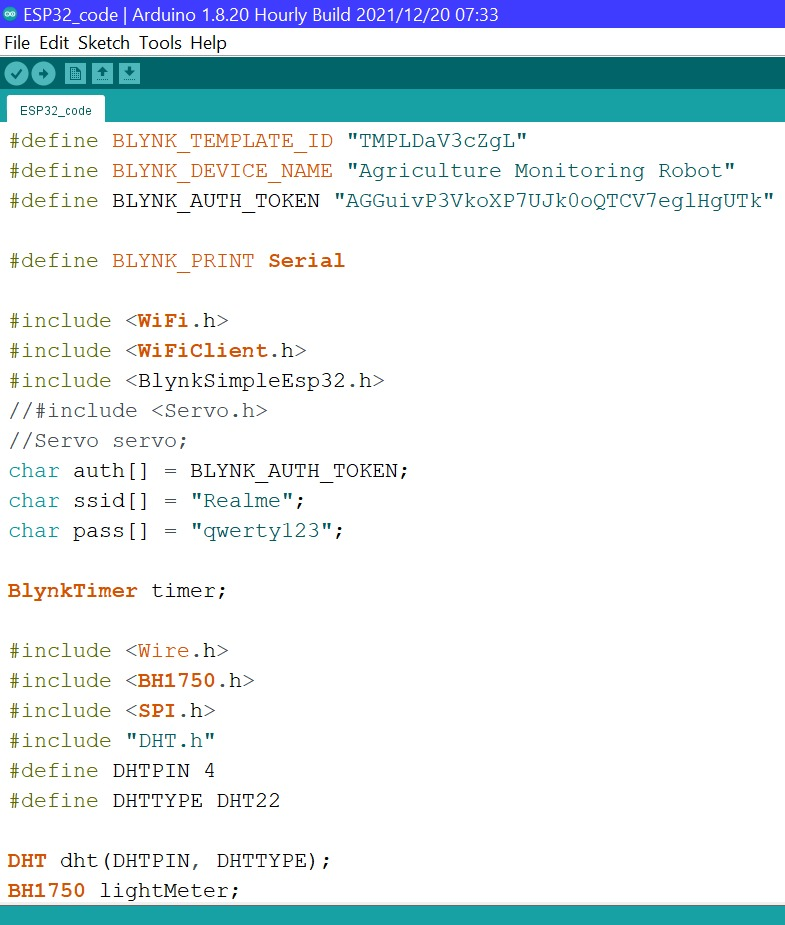 ESP32_code | Arduino 1.8.20 Hourly Build 2021/12/20 07:33
File Edit Sketch Tools Help
ESP32_code
#define BLYNK_TEMPLATE_ID "TMPLDaV3cZgL"
#define BLYNK_DEVICE_NAME "Agriculture Monitoring Robot"
#define BLYNK_AUTH_TOKEN "AGGuivP3VkoXP7UJk0oQTCV7eglHgUTk"
#define BLYNK_PRINT Serial
#include <WiFi.h>
#include <WiFiClient.h>
#include <BlynkSimpleEsp32.h>
//#include <Servo.h>
//Servo servo;
char auth[] = BLYNK_AUTH_TOKEN;
char ssid[] = "Realme";
char pass[] = "qwerty123";
BlynkTimer timer;
#include <Wire.h>
#include <BH1750.h>
#include <SPI.h>
#include "DHT.h"
#define DHTPIN 4
#define DHTTYPE DHT22
DHT dht(DHTPIN, DHTTYPE);
BH1750 lightMeter;